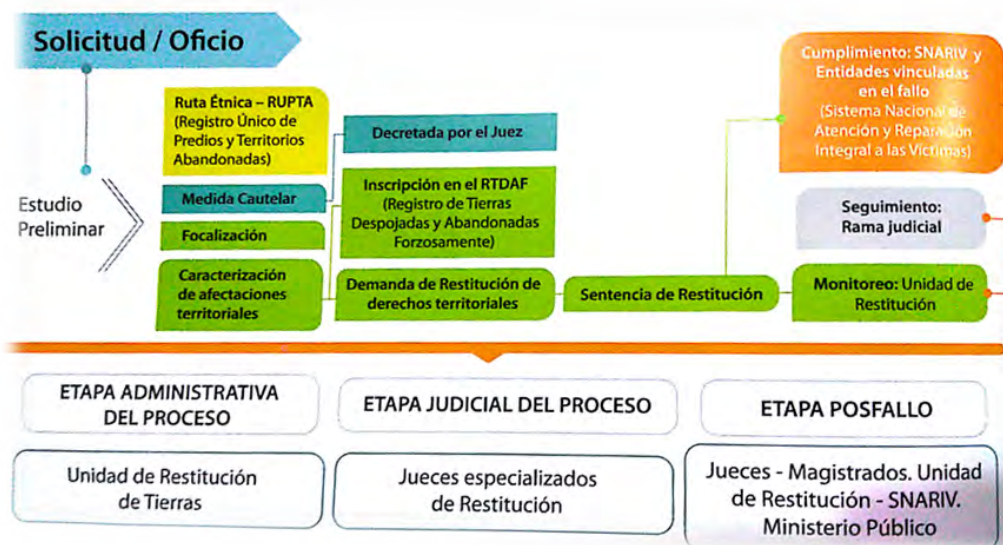 Solicitud / Oficio
Estudio
Preliminar
Ruta Étnica – RUPTA
(Registro Único de
Predios y Territorios
Abandonadas)
Medida Cautelar
Focalización
Caracterización
de afectaciones
territoriales
Decretada por el Juez
Inscripción en el RTDAF
(Registro de Tierras
Despojadas y Abandonadas
Forzosamente)
Demanda de Restitución de
derechos territoriales
Sentencia de Restitución
Cumplimiento: SNARIV y
Entidades vinculadas
en el fallo
(Sistema Nacional de
Atención y Reparación
Integral a las Víctimas)
Seguimiento:
Rama judicial
Monitoreo: Unidad de
Restitución
ETAPA ADMINISTRATIVA
DEL PROCESO
ETAPA JUDICIAL DEL PROCESO
ETAPA POSFALLO
Unidad de Restitución
de Tierras
Jueces especializados
de Restitución
Jueces - Magistrados. Unidad
de Restitución - SNARIV.
Ministerio Público